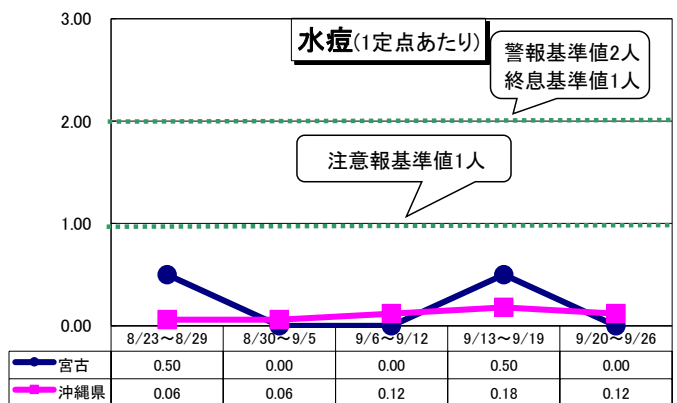 水痘(1定点あたり)
警報基準値2人
終息基準値1人
注意報基準値1人
3.00
2.00
1.00
0.00
8/23～8/29 8/30～9/5 9/6～9/12 9/13～9/19 9/20～9/26
宮古 0.50 0.00 0.00 0.50 0.00
沖縄県 0.06 0.06 0.12 0.18 0.12